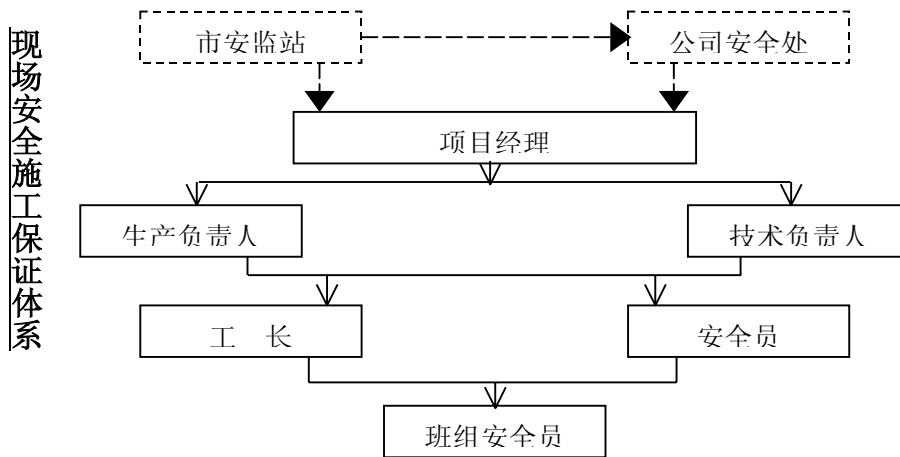 现场安全施工保证体系
市安监站
公司安全处
项目经理
生产负责人
技术负责人
工 长
安全员
班组安全员